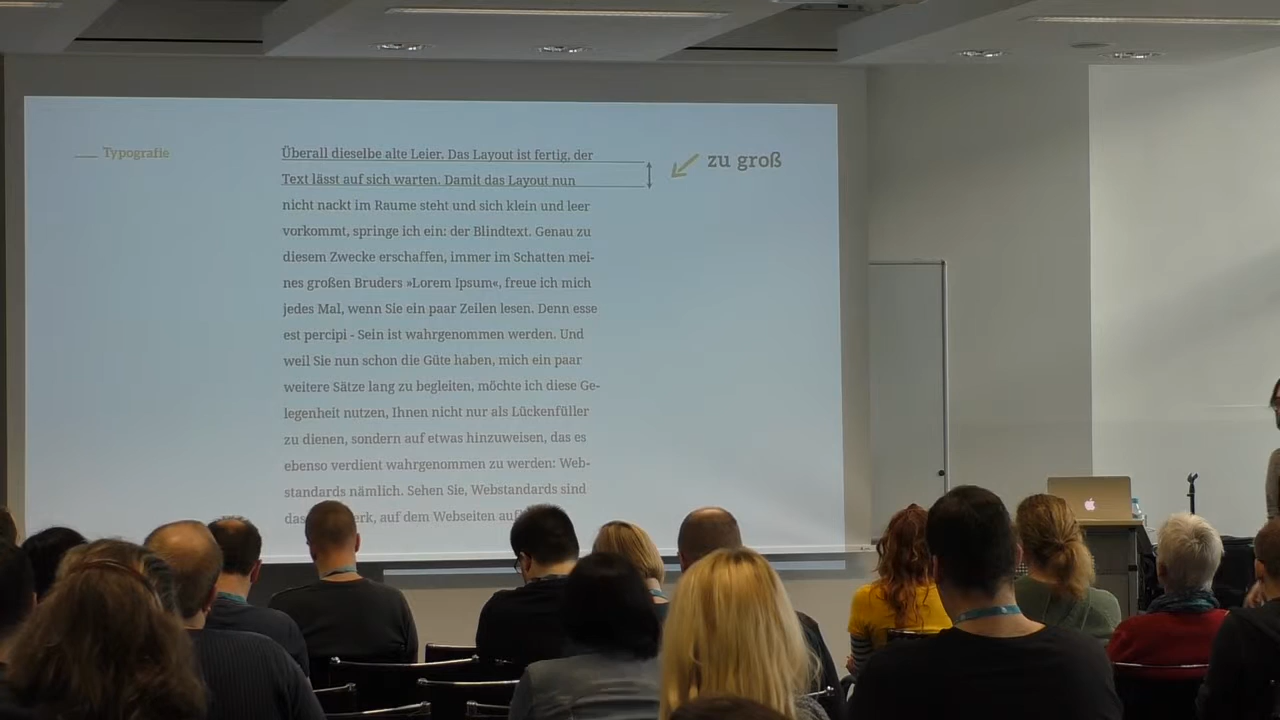 Typografie
Überall dieselbe alte Leier. Das Layout ist fertig, der
Text lässt auf sich warten. Damit das Layout nun
nicht nackt im Raume steht und sich klein und leer
vorkommt, springe ich ein: der Blindtext. Genau zu
diesem Zwecke erschaffen, immer im Schatten mei-
nes großen Bruders »Lorem Ipsum«, freue ich mich
jedes Mal, wenn Sie ein paar Zeilen lesen. Denn esse
est percipi - Sein ist wahrgenommen werden. Und
weil Sie nun schon die Güte haben, mich ein paar
weitere Sätze lang zu begleiten, möchte ich diese Ge-
legenheit nutzen, Ihnen nicht nur als Lückenfüller
zu dienen, sondern auf etwas hinzuweisen, das es
ebenso verdient wahrgenommen zu werden: Web-
standards nämlich. Sehen Sie, Webstandards sind
auf dem Webseiten
zu groß